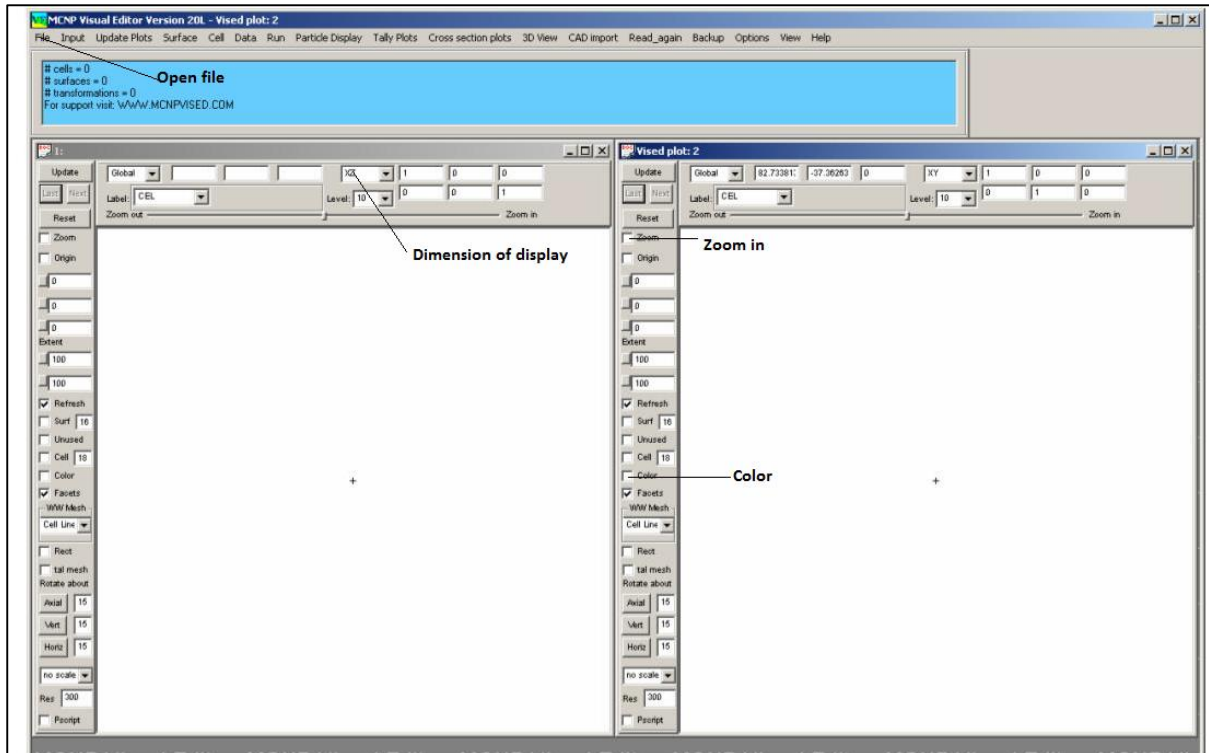 MCNP Visual Editor Version 20L - Vised plot: 2
File Input Update Plots Surface Cell Data Run Particle Display Tally Plots Cross section plots 3D View CAD import Read_again Backup Options View Help
# cells = 0
# surfaces = 0
# transformations = 0
For support visit: WWW.MCNPVISED.COM
Open file
1:
Update Global XZ 1 0 0
Last Next Label: CEL Level: 10 0 0 1
Reset Zoom out Zoom in
Zoom
Dimension of display
Origin
0
0
0
Extent
100
100
Refresh
Surf 16
Unused
Cell 18
Color
Facets
WW Mesh
Cell Line
Rect
tal mesh
Rotate about
Axial 15
Vert 15
Horiz 15
no scale
Res 300
Psript
Vised plot: 2
Update Global 82.73381 -37.36263 0 XY 1 0 0
Last Next Label: CEL Level: 10 0 1 0
Reset Zoom out Zoom in
Zoom
Zoom in
Origin
0
0
0
Extent
100
100
Refresh
Surf 16
Unused
Cell 18
Color
Color
Facets
WW Mesh
Cell Line
Rect
tal mesh
Rotate about
Axial 15
Vert 15
Horiz 15
no scale
Res 300
Psript